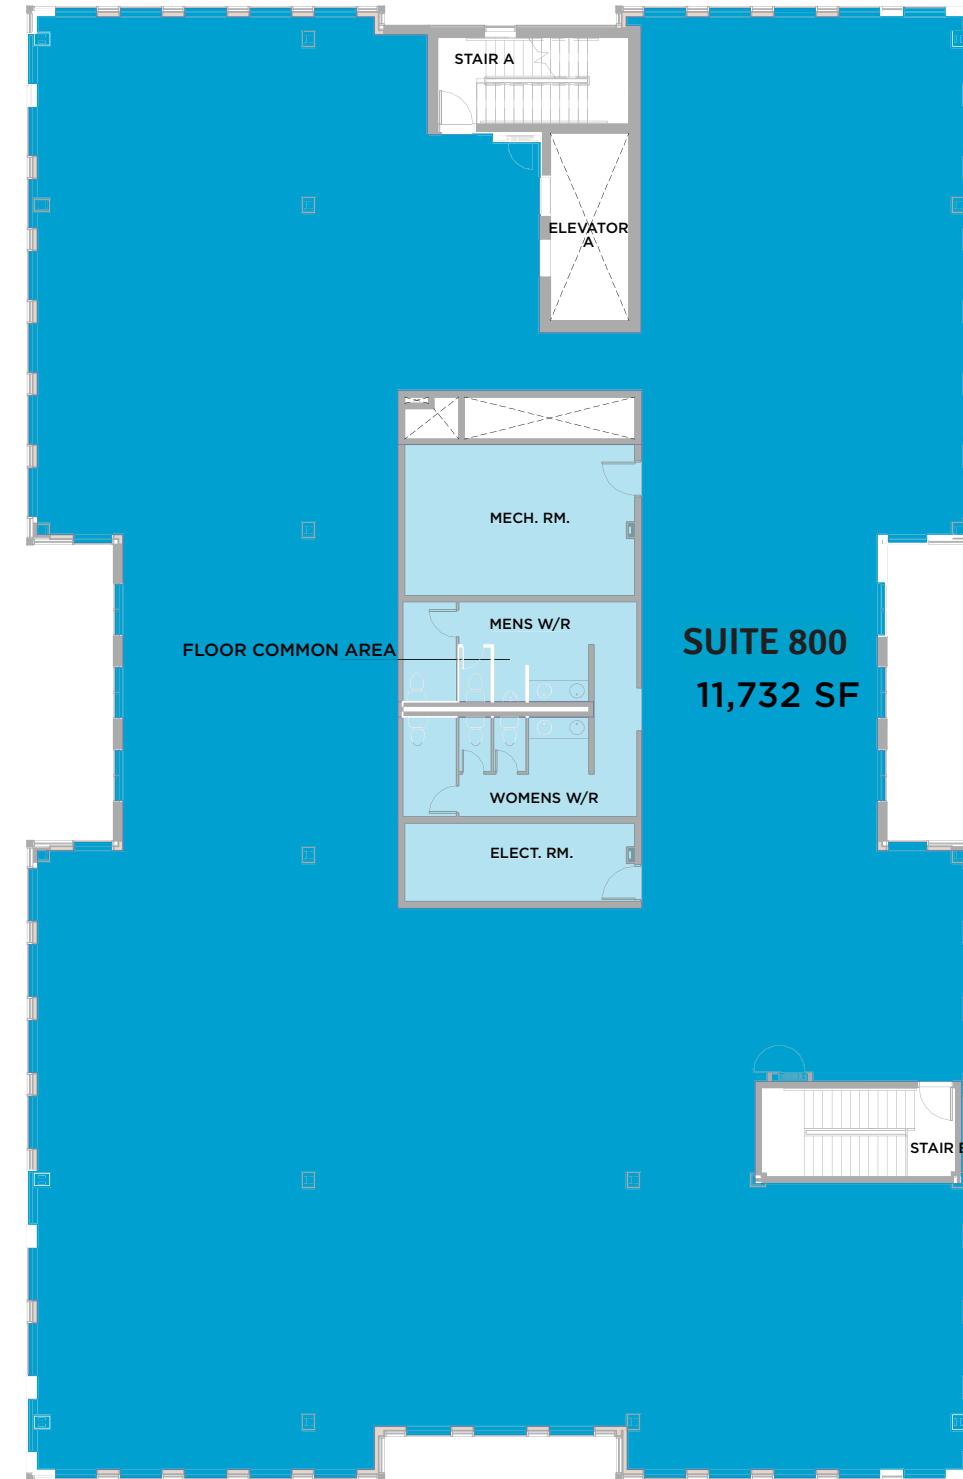 STAIR A
ELEVATOR
A
MECH. RM.
MENS W/R
FLOOR COMMON AREA
SUITE 800
11,732 SF
WOMENS W/R
ELECT. RM.
STAIR